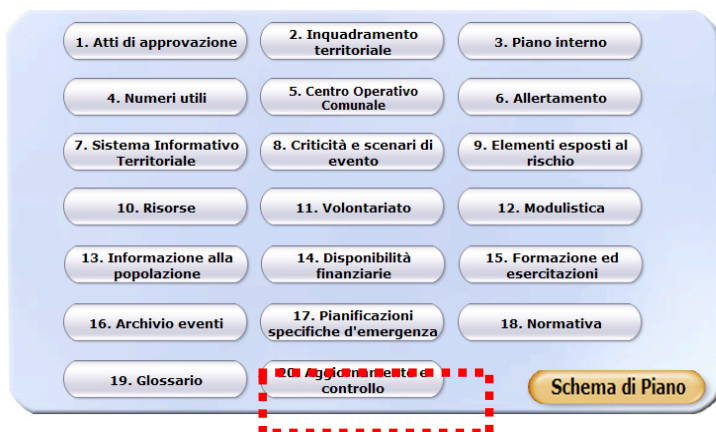 1. Atti di approvazione
2. Inquadramento
territoriale
3. Piano interno
4. Numeri utili
5. Centro Operativo
Comunale
6. Allertamento
7. Sistema Informativo
Territoriale
8. Criticità e scenari di
evento
9. Elementi esposti al
rischio
10. Risorse
11. Volontariato
12. Modulistica
13. Informazione alla
popolazione
14. Disponibilità
finanziarie
15. Formazione ed
esercitazioni
16. Archivio eventi
17. Pianificazioni
specifiche d'emergenza
18. Normativa
19. Glossario
20. Aggiornamento e
controllo
Schema di Piano